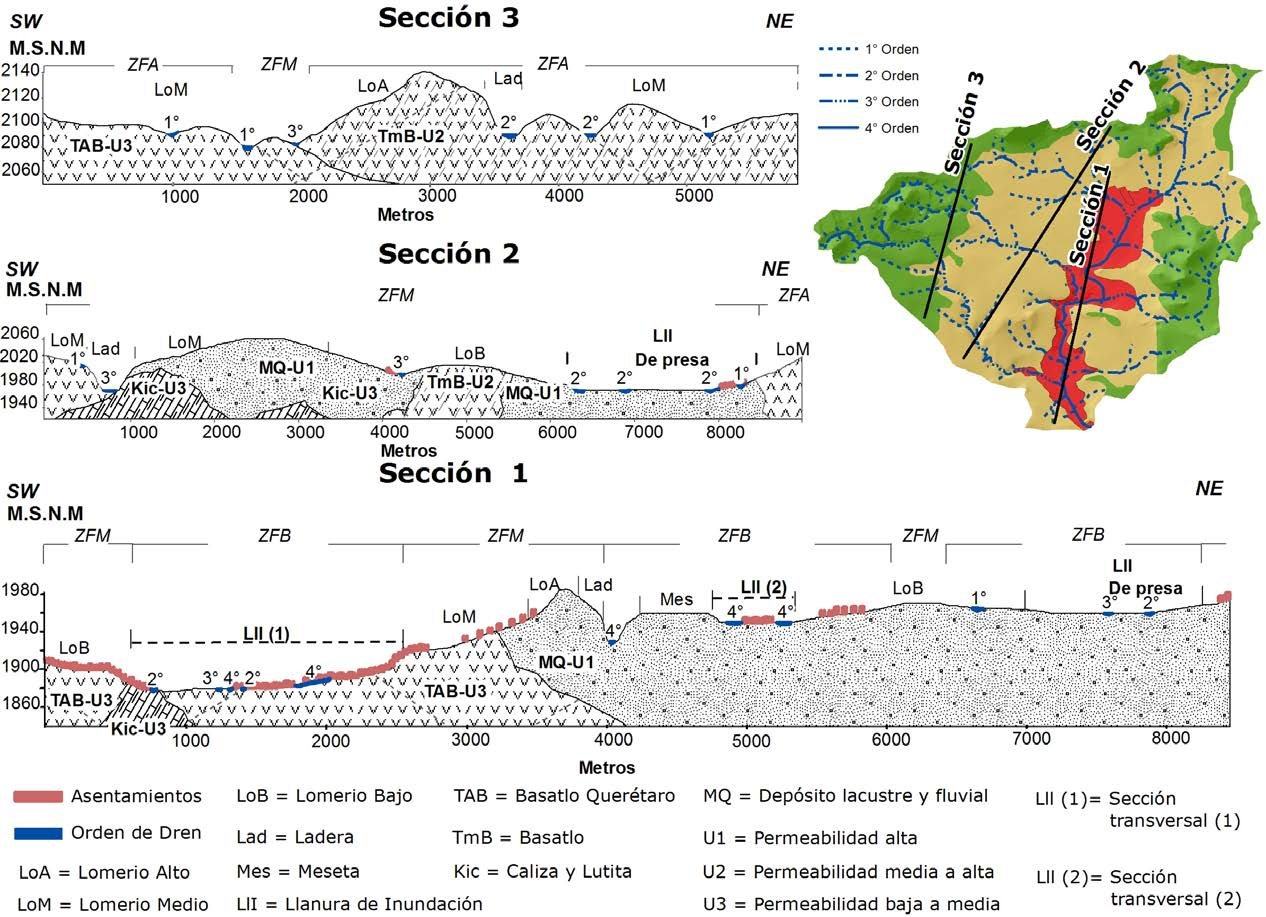 Sección 3
SW
NE
M.S.N.M
ZFA
ZFM
ZFA
2140
2120
2100
2080
2060
LoM
LoA
Lad
LoM
1°
1°
3°
2°
2°
1°
TAB-U3
TmB-U2
1000
2000
3000
4000
5000
Metros
1° Orden
2° Orden
3° Orden
4° Orden
Sección 3
Sección 2
Sección 1
Sección 2
SW
NE
M.S.N.M
ZFM
ZFA
2060
2020
1980
1940
LoM
Lad
LoM
LoB
LII
De presa
I
I
LoM
1°
3°
3°
2°
2°
2°
1°
Kic-U3
MQ-U1
Kic-U3
TmB-U2
MQ-U1
1000
2000
3000
4000
5000
6000
7000
8000
Metros
Sección 1
SW
NE
M.S.N.M
ZFM
ZFB
ZFM
ZFB
ZFM
ZFB
1980
1940
1900
1860
LoB
LII (1)
LoM
LoA
Lad
Mes
LII (2)
LoB
LII
De presa
2°
3°
4°
2°
4°
4°
4°
4°
1°
3°
2°
TAB-U3
Kic-U3
TAB-U3
MQ-U1
1000
2000
3000
4000
5000
6000
7000
8000
Metros
Asentamientos
Orden de Dren
LoA = Lomerio Alto
LoM = Lomerio Medio
LoB = Lomerio Bajo
Lad = Ladera
Mes = Meseta
LII = Llanura de Inundación
TAB = Basatlo Querétaro
TmB = Basatlo
Kic = Caliza y Lutita
MQ = Depósito lacustre y fluvial
U1 = Permeabilidad alta
U2 = Permeabilidad media a alta
U3 = Permeabilidad baja a media
LII (1)= Sección
transversal (1)
LII (2)= Sección
transversal (2)